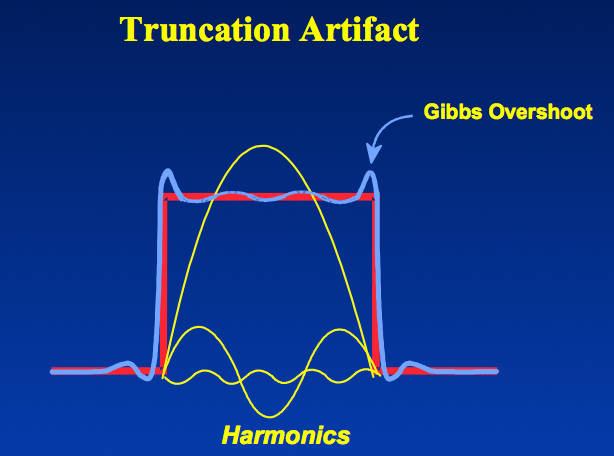 Truncation Artifact
Gibbs Overshoot
Harmonics